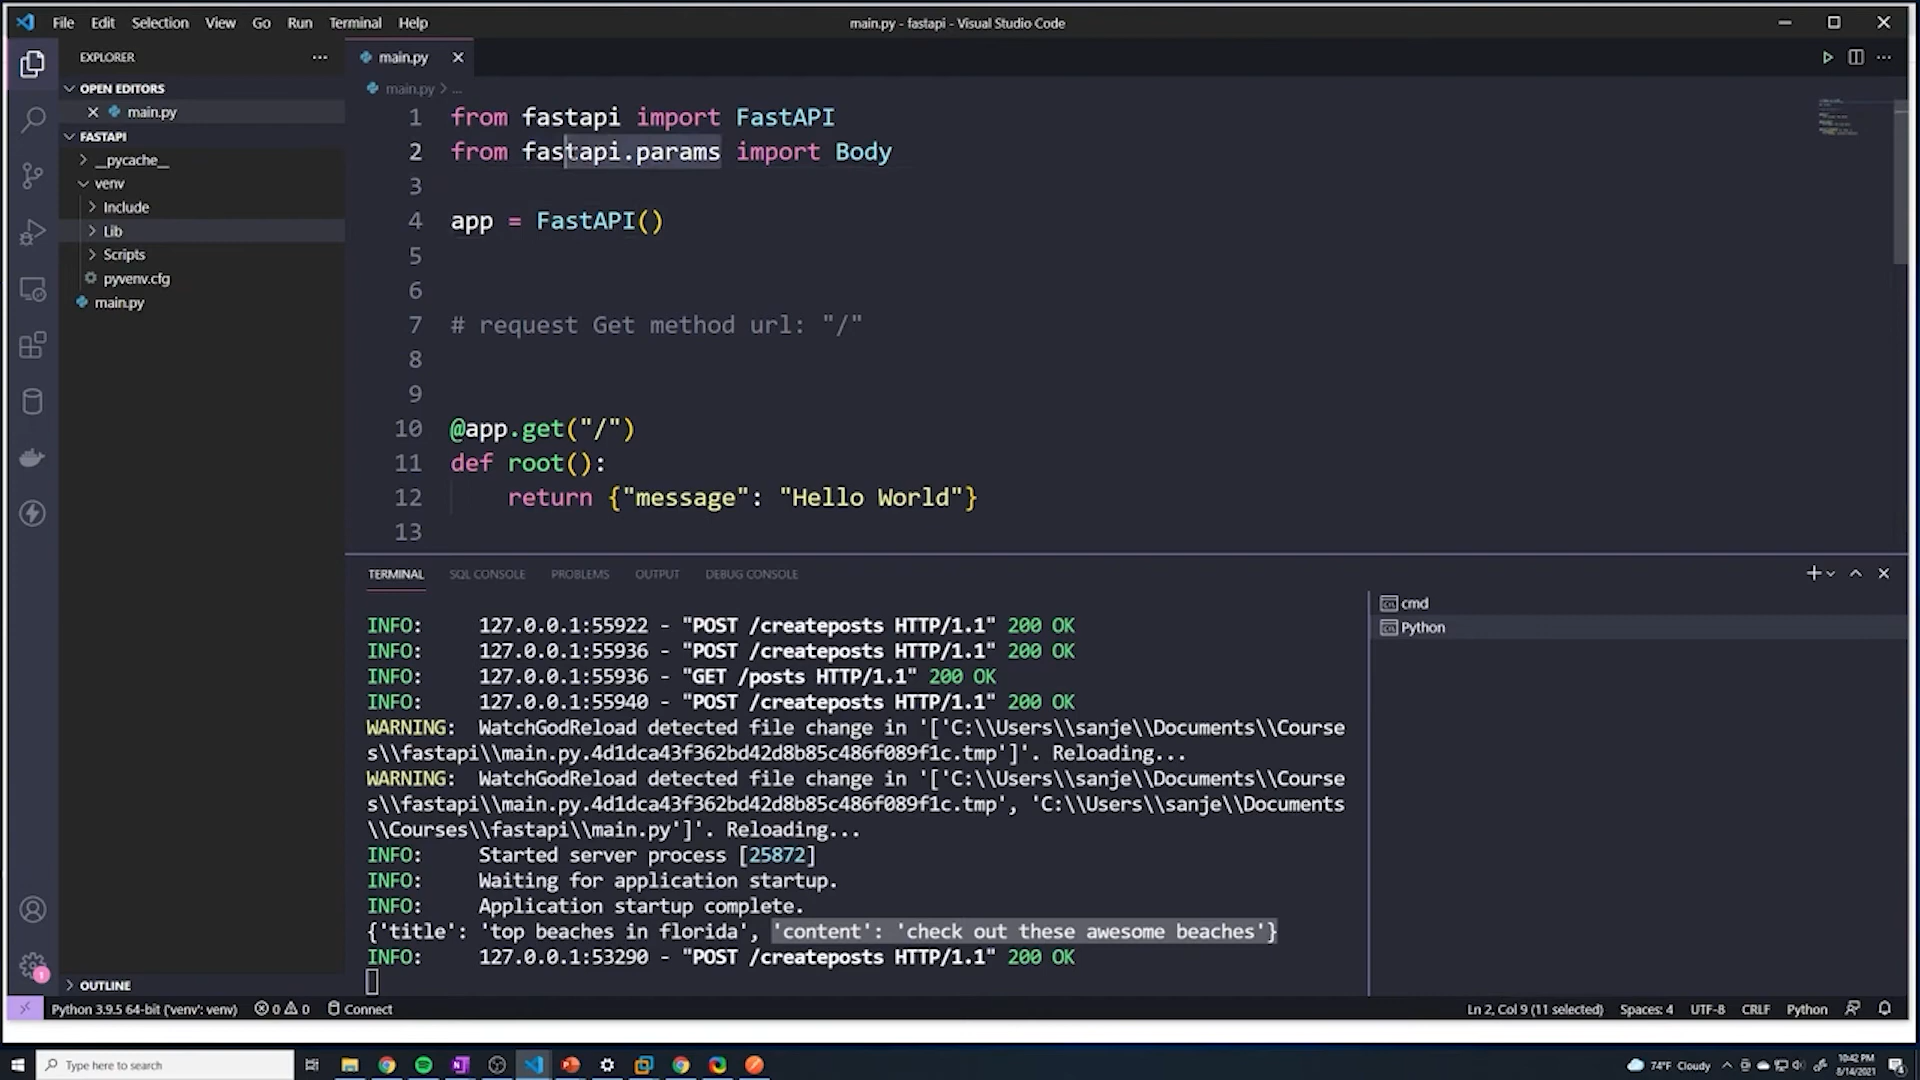 File Edit Selection View Go Run Terminal Help
main.py - fastapi - Visual Studio Code
EXPLORER
OPEN EDITORS
main.py
FASTAPI
__pycache__
venv
Include
Lib
Scripts
pyvenv.cfg
main.py
OUTLINE
main.py
main.py > ...
1 from fastapi import FastAPI
2 from fastapi.params import Body
3
4 app = FastAPI()
5
6
7 # request Get method url: "/"
8
9
10 @app.get("/")
11 def root():
12 return {"message": "Hello World"}
13
TERMINAL SQL CONSOLE PROBLEMS OUTPUT DEBUG CONSOLE
INFO: 127.0.0.1:55922 - "POST /createposts HTTP/1.1" 200 OK
INFO: 127.0.0.1:55936 - "POST /createposts HTTP/1.1" 200 OK
INFO: 127.0.0.1:55936 - "GET /posts HTTP/1.1" 200 OK
INFO: 127.0.0.1:55940 - "POST /createposts HTTP/1.1" 200 OK
WARNING: WatchGodReload detected file change in '['C:\\Users\\sanje\\Documents\\Course
s\\fastapi\\main.py.4d1dca43f362bd42d8b85c486f089f1c.tmp']'. Reloading...
WARNING: WatchGodReload detected file change in '['C:\\Users\\sanje\\Documents\\Course
s\\fastapi\\main.py.4d1dca43f362bd42d8b85c486f089f1c.tmp', 'C:\\Users\\sanje\\Documents
\\Courses\\fastapi\\main.py']'. Reloading...
INFO: Started server process [25872]
INFO: Waiting for application startup.
INFO: Application startup complete.
{'title': 'top beaches in florida', 'content': 'check out these awesome beaches'}
INFO: 127.0.0.1:53290 - "POST /createposts HTTP/1.1" 200 OK
cmd
Python
1
Python 3.9.5 64-bit ('venv': venv) 0 0 Connect
Ln 2, Col 9 (11 selected) Spaces: 4 UTF-8 CRLF Python
Type here to search
74°F Cloudy
10:42 PM
8/14/2021